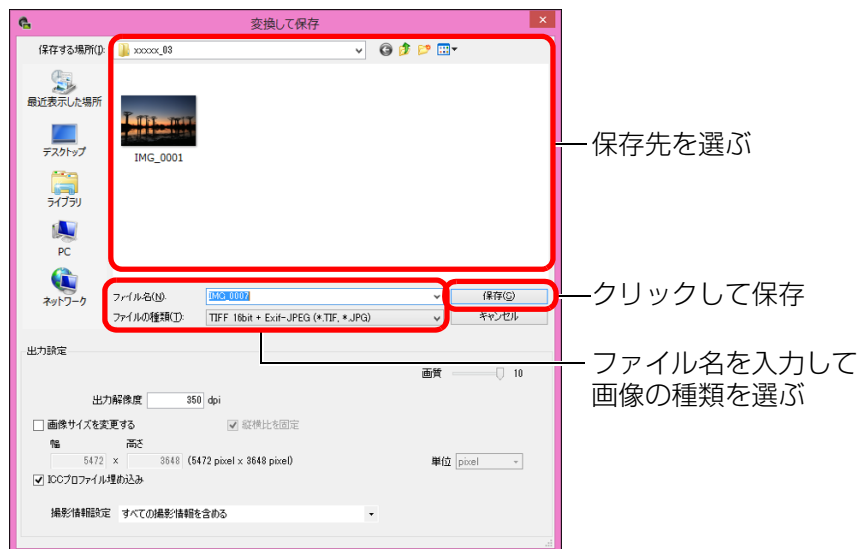 変換して保存
保存する場所(I):
xxxxx_03
最近表示した場所
デスクトップ
ライブラリ
PC
ネットワーク
IMG_0001
保存先を選ぶ
ファイル名(N):
IMG_0007
保存(S)
クリックして保存
ファイルの種類(T):
TIFF 16bit + Exif-JPEG (*.TIF, *.JPG)
キャンセル
ファイル名を入力して
画像の種類を選ぶ
出力設定
画質 10
出力解像度 350 dpi
画像サイズを変更する 縦横比を固定
幅 高さ
5472 x 3648 (5472 pixel x 3648 pixel) 単位 pixel
ICCプロファイル埋め込み
撮影情報設定 すべての撮影情報を含める